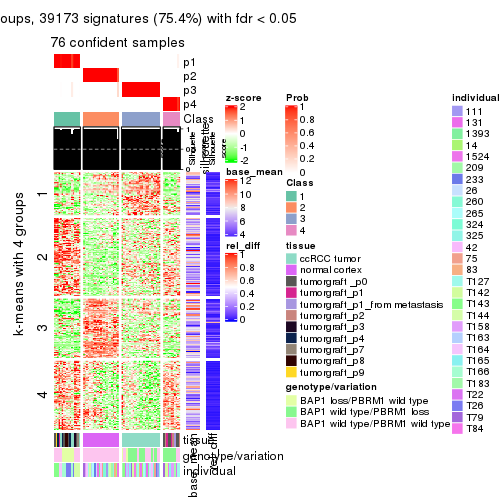 oups, 39173 signatures (75.4%) with fdr < 0.05
76 confident samples
p1
p2
p3
p4
Class
1
0
silhouette
score
k-means with 4 groups
1
2
3
4
tissue
genotype/variation
individual
base_mean
rel_diff
z-score
2
1
0
-1
-2
base_mean
12
10
8
6
4
rel_diff
1
0.8
0.6
0.4
0.2
0
Prob
1
0.8
0.6
0.4
0.2
0
Class
1
2
3
4
tissue
ccRCC tumor
normal cortex
tumorgraft _p0
tumorgraft_p1
tumorgraft_p1_from metastasis
tumorgraft_p2
tumorgraft_p3
tumorgraft_p4
tumorgraft_p7
tumorgraft_p8
tumorgraft_p9
genotype/variation
BAP1 loss/PBRM1 wild type
BAP1 wild type/PBRM1 loss
BAP1 wild type/PBRM1 wild type
individual
111
131
1393
14
1524
209
233
26
260
265
324
325
42
75
83
T127
T142
T143
T144
T158
T163
T164
T165
T166
T183
T22
T26
T79
T84